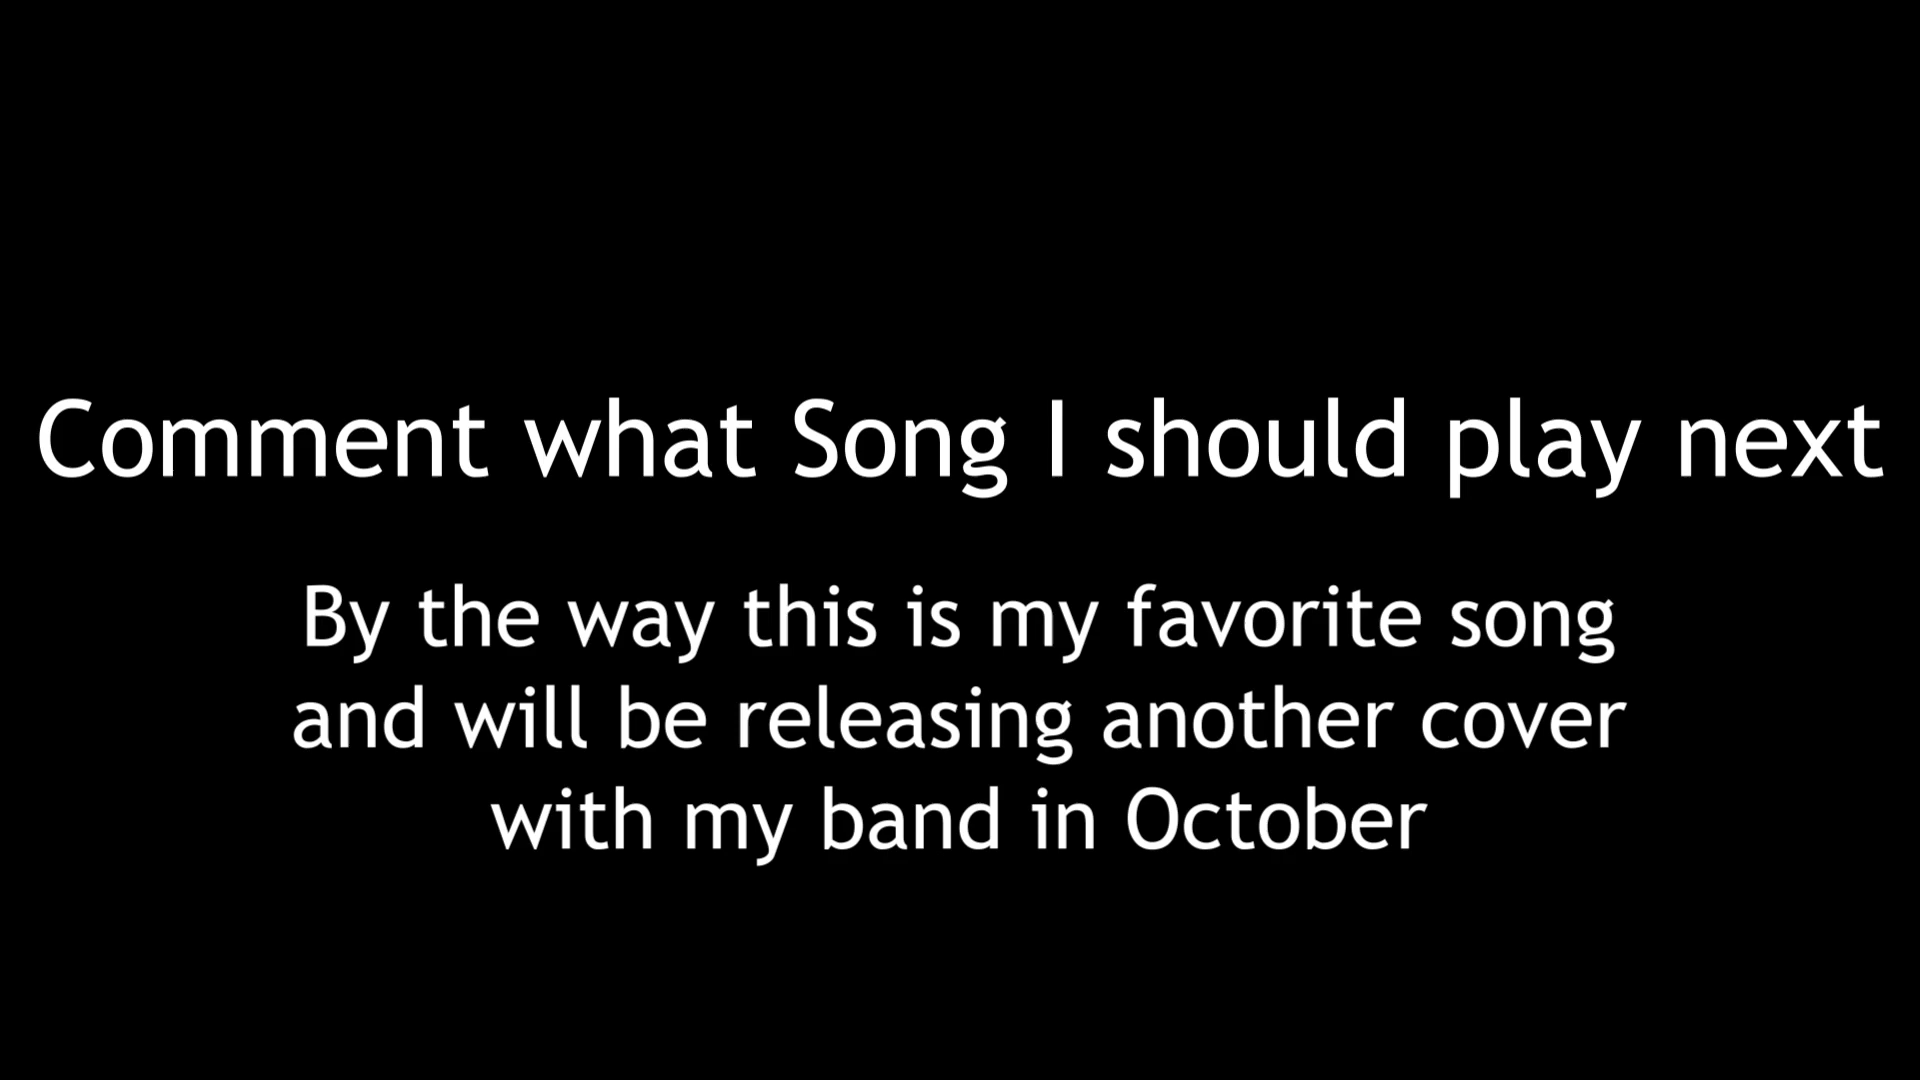 Comment what Song I should play next
By the way this is my favorite song
and will be releasing another cover
with my band in October